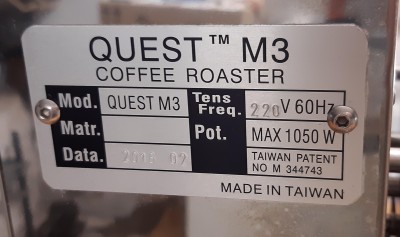 QUEST™ M3
COFFEE ROASTER
Mod. QUEST M3 Tens Freq. 220 V 60Hz
Matr. Pot. MAX 1050 W
Data. TAIWAN PATENT
NO M 344743
MADE IN TAIWAN